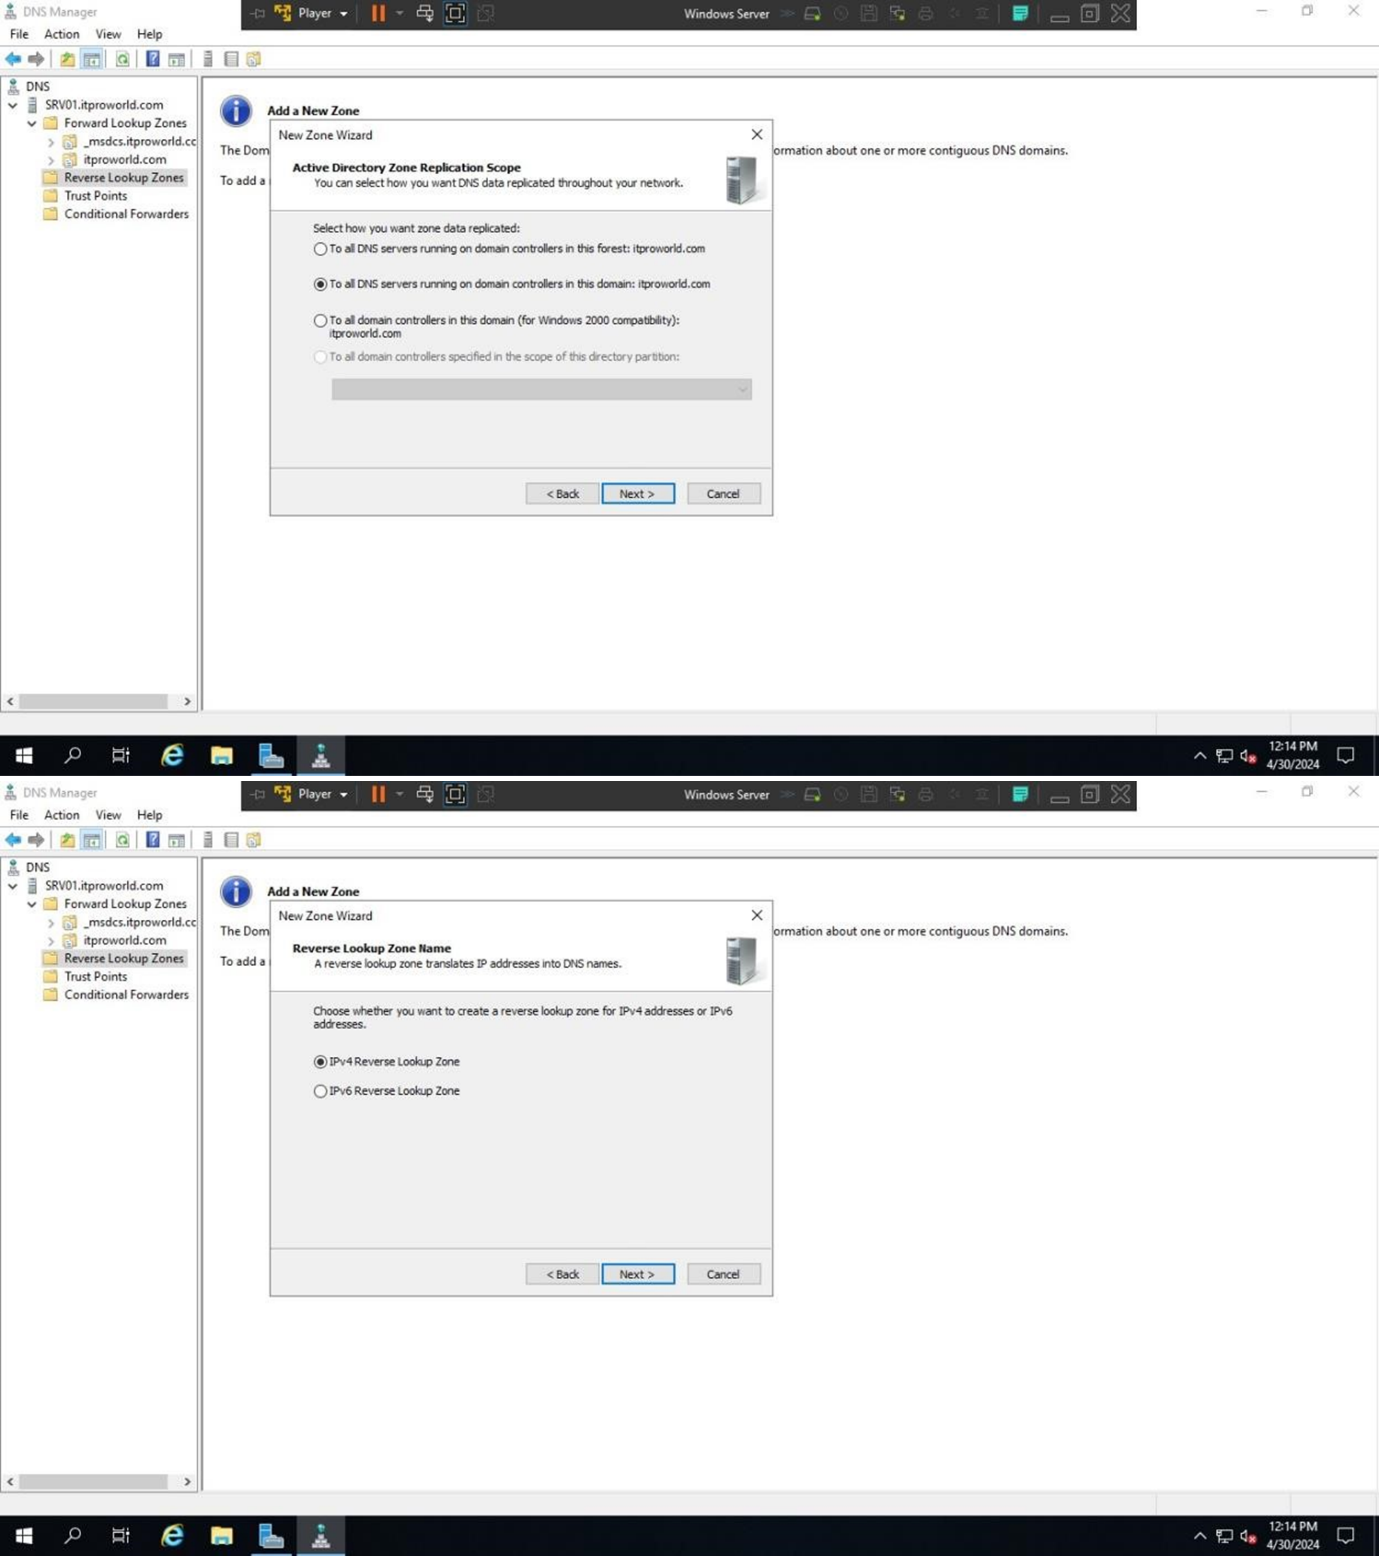 DNS Manager
Player
Windows Server
File Action View Help
DNS
SRV01.itproworld.com
Forward Lookup Zones
_msdcs.itproworld.cc
itproworld.com
Reverse Lookup Zones
Trust Points
Conditional Forwarders
Add a New Zone
The Dom
ormation about one or more contiguous DNS domains.
To add a
New Zone Wizard
Active Directory Zone Replication Scope
You can select how you want DNS data replicated throughout your network.
Select how you want zone data replicated:
To all DNS servers running on domain controllers in this forest: itproworld.com
To all DNS servers running on domain controllers in this domain: itproworld.com
To all domain controllers in this domain (for Windows 2000 compatibility):
itproworld.com
To all domain controllers specified in the scope of this directory partition:
< Back Next > Cancel
12:14 PM
4/30/2024
DNS Manager
Player
Windows Server
File Action View Help
DNS
SRV01.itproworld.com
Forward Lookup Zones
_msdcs.itproworld.cc
itproworld.com
Reverse Lookup Zones
Trust Points
Conditional Forwarders
Add a New Zone
The Dom
ormation about one or more contiguous DNS domains.
To add a
New Zone Wizard
Reverse Lookup Zone Name
A reverse lookup zone translates IP addresses into DNS names.
Choose whether you want to create a reverse lookup zone for IPv4 addresses or IPv6
addresses.
IPv4 Reverse Lookup Zone
IPv6 Reverse Lookup Zone
< Back Next > Cancel
12:14 PM
4/30/2024